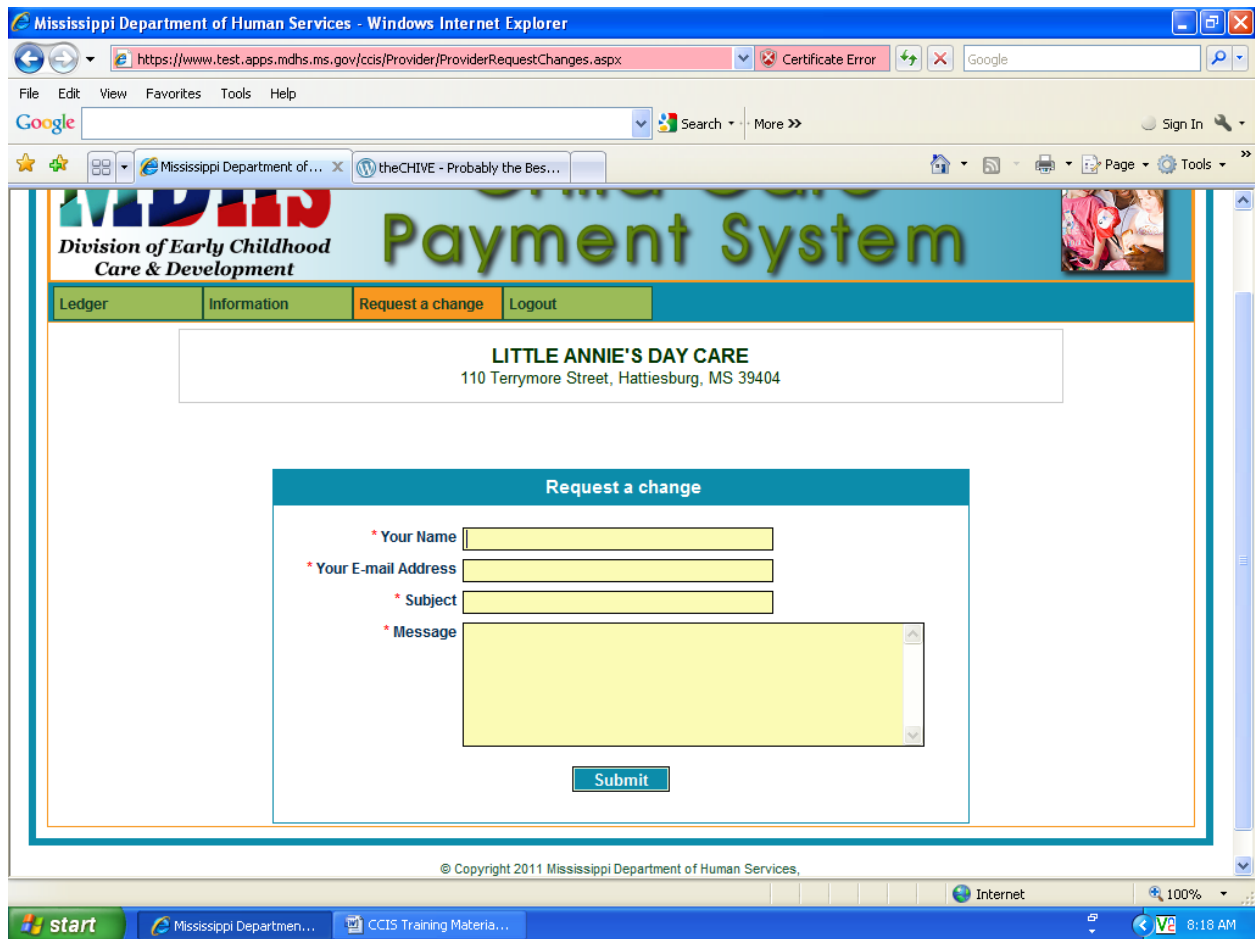 Mississippi Department of Human Services - Windows Internet Explorer
https://www.test.apps.mdhs.ms.gov/ccis/Provider/ProviderRequestChanges.aspx Certificate Error Google
File Edit View Favorites Tools Help
Google Search More >> Sign In
Mississippi Department of... X theCHIVE - Probably the Bes... Page Tools »
MDHS
Division of Early Childhood
Care & Development
Child Care
Payment System
Ledger Information Request a change Logout
LITTLE ANNIE'S DAY CARE
110 Terrymore Street, Hattiesburg, MS 39404
Request a change
* Your Name
* Your E-mail Address
* Subject
* Message
Submit
© Copyright 2011 Mississippi Department of Human Services,
Internet 100%
start Mississippi Departmen... CCIS Training Materia... 8:18 AM